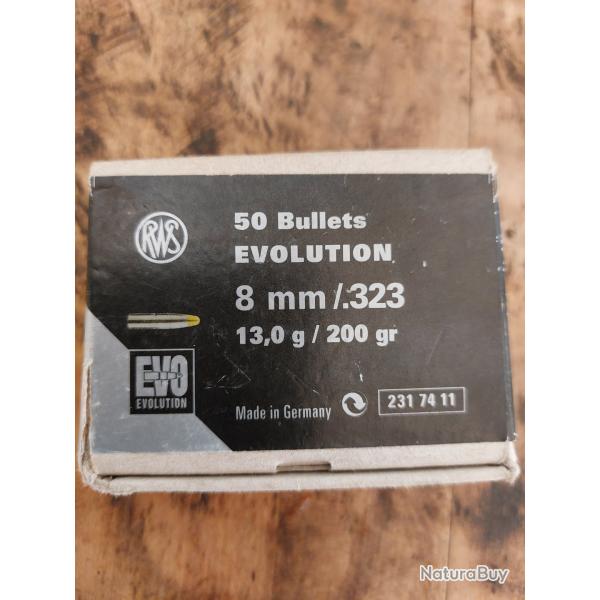 RWS
50 Bullets
EVOLUTION
8 mm/.323
13,0 g / 200 gr
EVO
EVOLUTION
Made in Germany
231 74 11
NaturaBuy